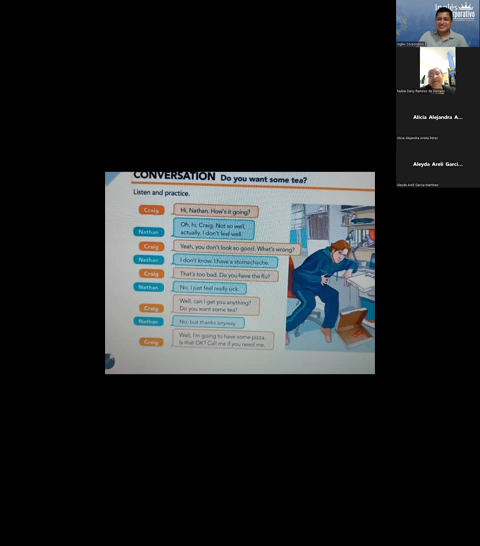 Inglés
Corporativo
Inglés Corporativo
Alicia Alejandra A...
Aleyda Areli Garci...
CONVERSATION Do you want some tea?
Listen and practice.
Craig Hi, Nathan. How's it going?
Nathan Oh, hi, Craig. Not so well,
actually. I don't feel well.
Craig Yeah, you don't look so good. What's wrong?
Nathan I don't know. I have a stomachache.
Craig That's too bad. Do you have the flu?
Nathan No, I just feel really sick.
Craig Well, can I get you anything?
Do you want some tea?
Nathan No, but thanks anyway.
Craig Well, I'm going to have some pizza.
Is that OK? Call me if you need me.